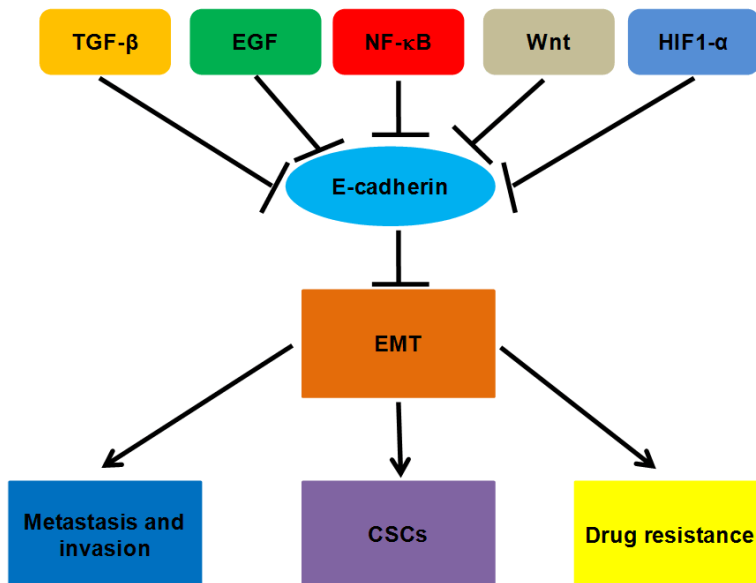 TGF-β
EGF
NF-κB
Wnt
HIF1-α
E-cadherin
EMT
Metastasis and
invasion
CSCs
Drug resistance